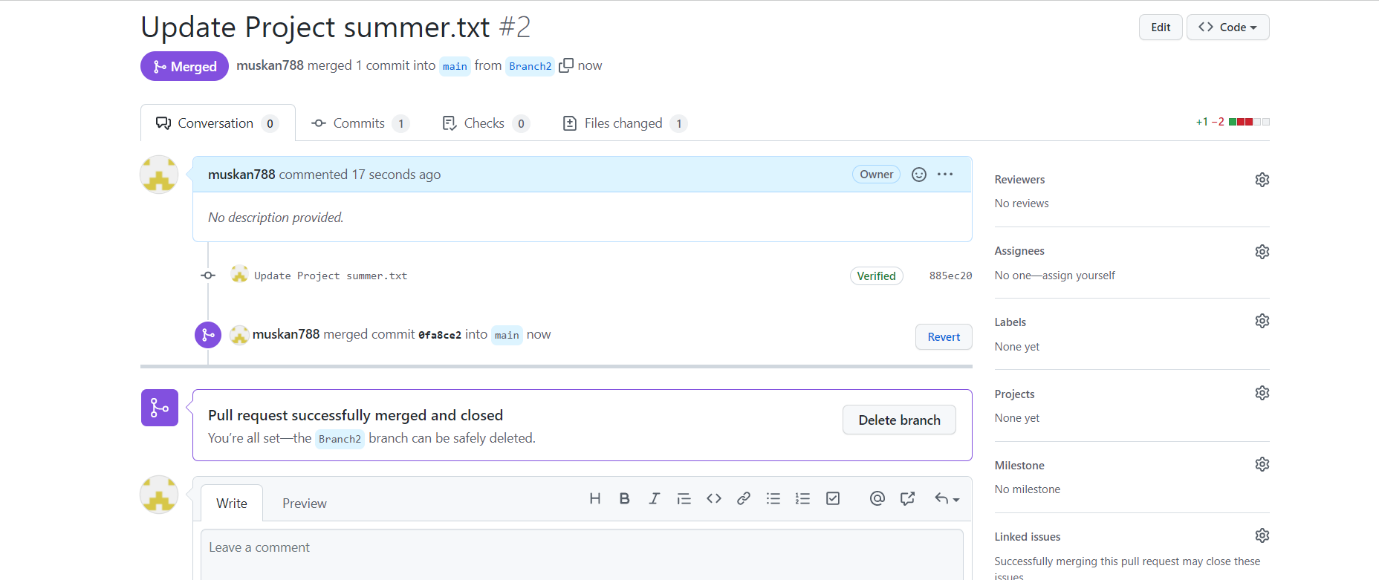 Update Project summer.txt #2
Edit
Code
Merged
muskan788 merged 1 commit into main from Branch2 now
Conversation 0
Commits 1
Checks 0
Files changed 1
+1 −2
muskan788 commented 17 seconds ago
Owner
No description provided.
Update Project summer.txt
Verified
885ec20
muskan788 merged commit 0fa8ce2 into main now
Revert
Pull request successfully merged and closed
You're all set—the Branch2 branch can be safely deleted.
Delete branch
Write
Preview
Leave a comment
Reviewers
No reviews
Assignees
No one—assign yourself
Labels
None yet
Projects
None yet
Milestone
No milestone
Linked issues
Successfully merging this pull request may close these
issues.